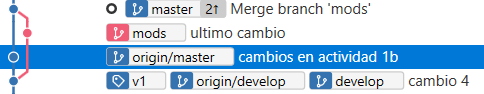 master 2↑ Merge branch 'mods'
mods ultimo cambio
origin/master cambios en actividad 1b
v1 origin/develop develop cambio 4